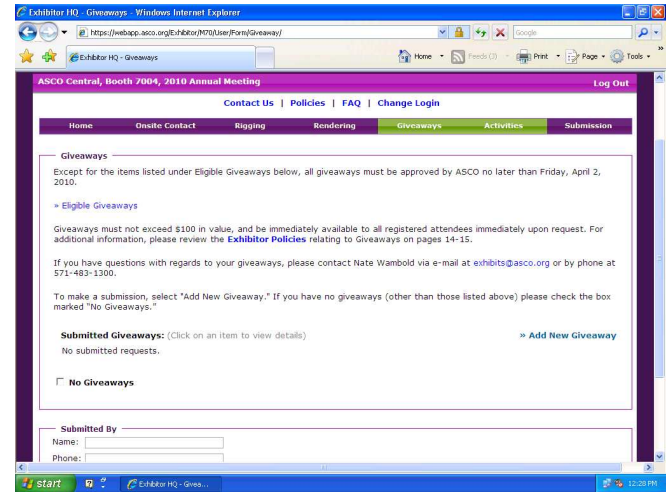 Exhibitor HQ - Giveaways - Windows Internet Explorer
https://webapp.asco.org/Exhibitor/M70/User/Form/Giveaway/
Google
Exhibitor HQ - Giveaways
Home
Feeds (3)
Print
Page
Tools
»
ASCO Central, Booth 7004, 2010 Annual Meeting
Log Out
Contact Us | Policies | FAQ | Change Login
Home Onsite Contact Rigging Rendering Giveaways Activities Submission
Giveaways
Except for the items listed under Eligible Giveaways below, all giveaways must be approved by ASCO no later than Friday, April 2,
2010.
» Eligible Giveaways
Giveaways must not exceed $100 in value, and be immediately available to all registered attendees immediately upon request. For
additional information, please review the Exhibitor Policies relating to Giveaways on pages 14-15.
If you have questions with regards to your giveaways, please contact Nate Wambold via e-mail at exhibits@asco.org or by phone at
571-483-1300.
To make a submission, select "Add New Giveaway." If you have no giveaways (other than those listed above) please check the box
marked "No Giveaways."
Submitted Giveaways: (Click on an item to view details) » Add New Giveaway
No submitted requests.
No Giveaways
Submitted By
Name:
Phone:
start
Exhibitor HQ - Givea...
12:28 PM